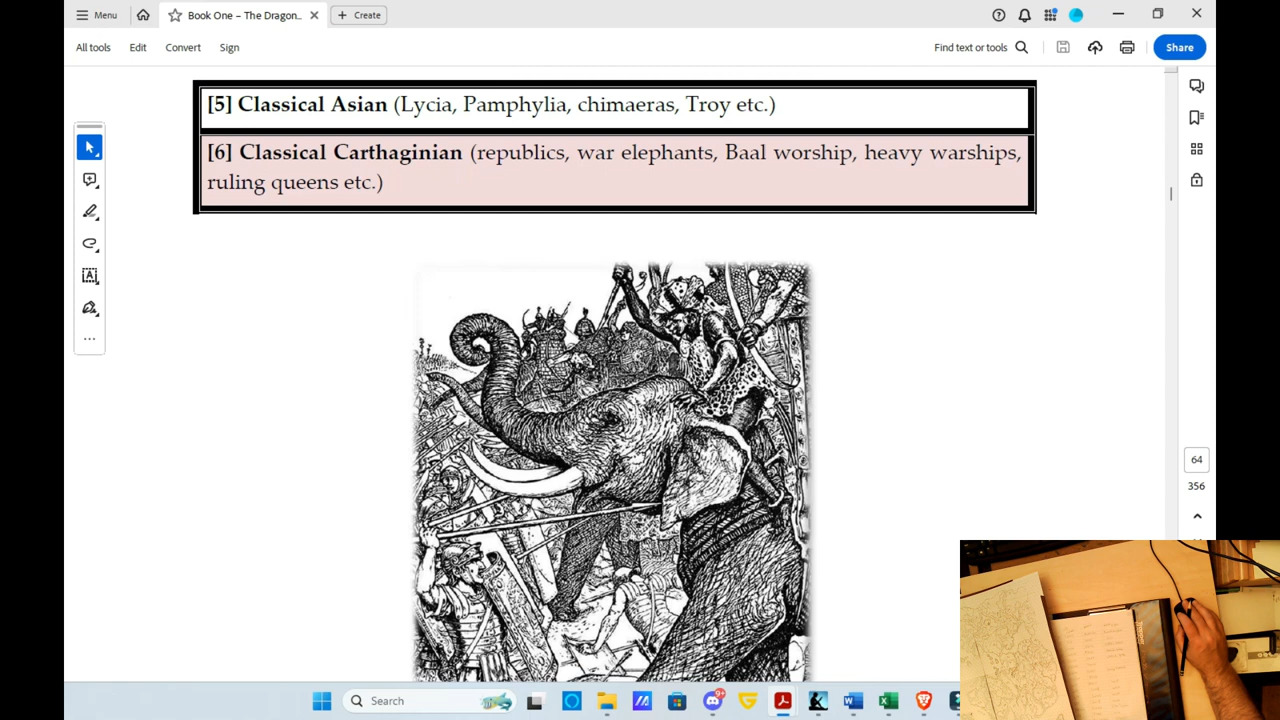 Menu
Book One – The Dragon...
Create
All tools
Edit
Convert
Sign
Find text or tools
Share
[5] Classical Asian (Lycia, Pamphylia, chimaeras, Troy etc.)
[6] Classical Carthaginian (republics, war elephants, Baal worship, heavy warships,
ruling queens etc.)
64
356
Search
9+